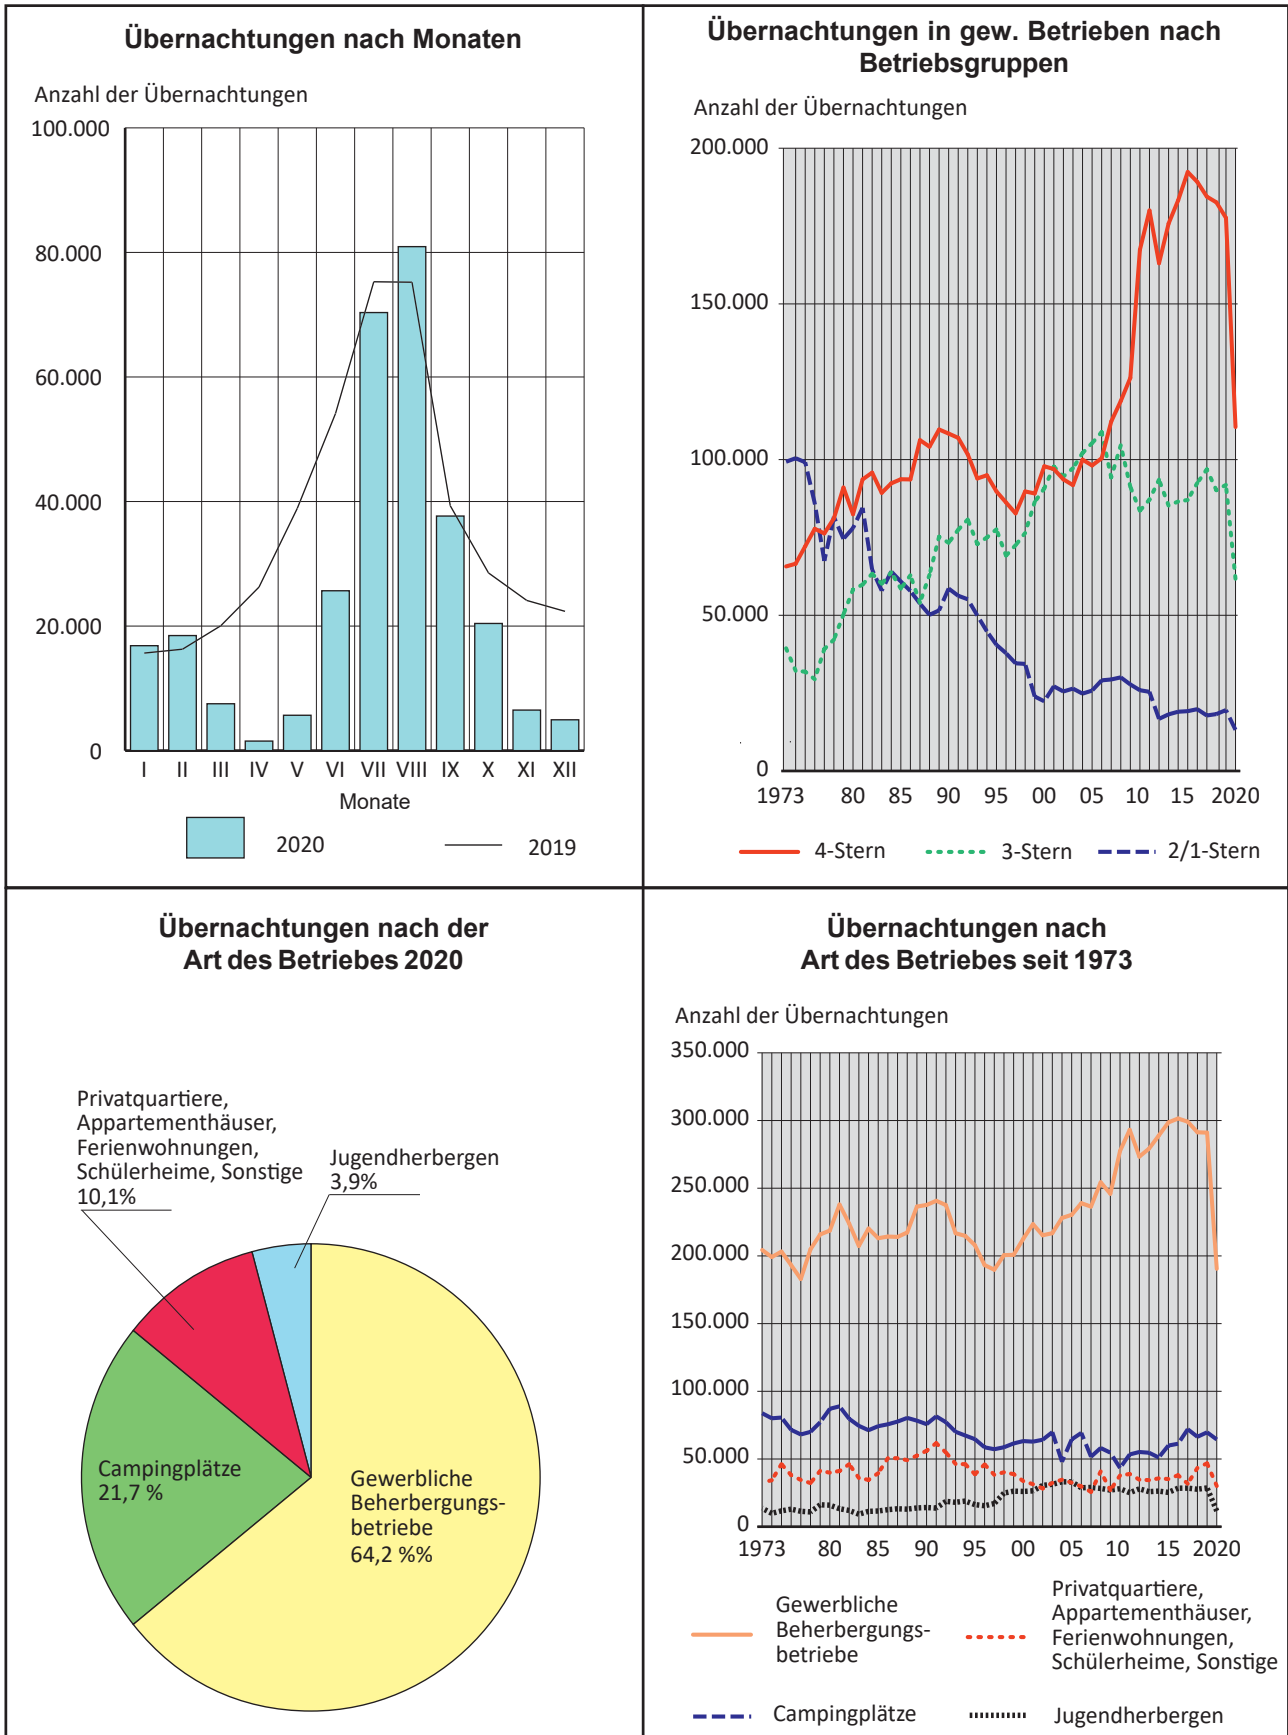 Übernachtungen nach Monaten
Anzahl der Übernachtungen
100.000
80.000
60.000
40.000
20.000
0
I II III IV V VI VII VIII IX X XI XII
Monate
2020 2019
Übernachtungen in gew. Betrieben nach
Betriebsgruppen
Anzahl der Übernachtungen
200.000
150.000
100.000
50.000
0
1973 80 85 90 95 00 05 10 15 2020
4-Stern 3-Stern 2/1-Stern
Übernachtungen nach der
Art des Betriebes 2020
Privatquartiere,
Appartementhäuser,
Ferienwohnungen,
Schülerheime, Sonstige
10,1%
Jugendherbergen
3,9%
Campingplätze
21,7 %
Gewerbliche
Beherbergungs-
betriebe
64,2 %%
Übernachtungen nach
Art des Betriebes seit 1973
Anzahl der Übernachtungen
350.000
300.000
250.000
200.000
150.000
100.000
50.000
0
1973 80 85 90 95 00 05 10 15 2020
Gewerbliche
Beherbergungs-
betriebe
Privatquartiere,
Appartementhäuser,
Ferienwohnungen,
Schülerheime, Sonstige
Campingplätze
Jugendherbergen